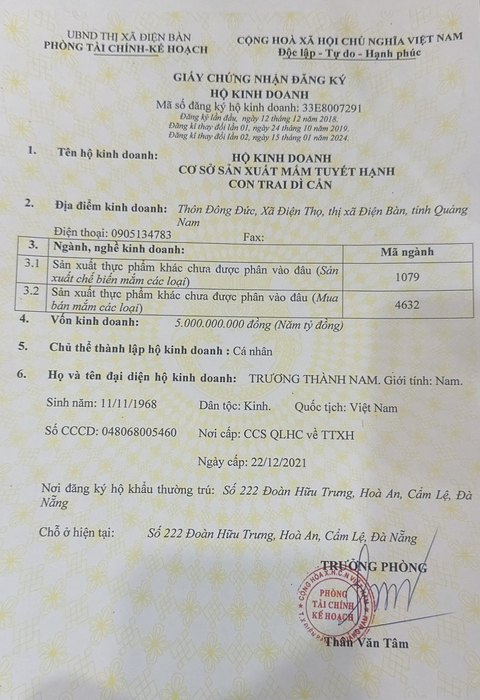 UBND THỊ XÃ ĐIỆN BÀN
PHÒNG TÀI CHÍNH-KẾ HOẠCH
CỘNG HOÀ XÃ HỘI CHỦ NGHĨA VIỆT NAM
Độc lập - Tự do - Hạnh phúc
GIẤY CHỨNG NHẬN ĐĂNG KÝ
HỘ KINH DOANH
Mã số đăng ký hộ kinh doanh: 33E8007291
Đăng ký lần đầu, ngày 12 tháng 12 năm 2018.
Đăng kí thay đổi lần 01, ngày 24 tháng 10 năm 2019.
Đăng kí thay đổi lần 02, ngày 15 tháng 01 năm 2024.
1. Tên hộ kinh doanh: HỘ KINH DOANH
CƠ SỞ SẢN XUẤT MẮM TUYẾT HẠNH
CON TRAI DÌ CẨN
2. Địa điểm kinh doanh: Thôn Đông Đức, Xã Điện Thọ, thị xã Điện Bàn, tỉnh Quảng
Nam
Điện thoại: 0905134783 Fax:
3. Ngành, nghề kinh doanh: Mã ngành
3.1 Sản xuất thực phẩm khác chưa được phân vào đâu (Sản
xuất chế biến mắm các loại) 1079
3.2 Sản xuất thực phẩm khác chưa được phân vào đâu (Mua
bán mắm các loại) 4632
4. Vốn kinh doanh: 5.000.000.000 đồng (Năm tỷ đồng)
5. Chủ thể thành lập hộ kinh doanh : Cá nhân
6. Họ và tên đại diện hộ kinh doanh: TRƯƠNG THÀNH NAM. Giới tính: Nam.
Sinh năm: 11/11/1968 Dân tộc: Kinh. Quốc tịch: Việt Nam
Số CCCD: 048068005460 Nơi cấp: CCS QLHC về TTXH
Ngày cấp: 22/12/2021
Nơi đăng ký hộ khẩu thường trú: Số 222 Đoàn Hữu Trưng, Hoà An, Cẩm Lệ, Đà
Nẵng
Chỗ ở hiện tại: Số 222 Đoàn Hữu Trưng, Hoà An, Cẩm Lệ, Đà Nẵng
TRƯỞNG PHÒNG
PHÒNG
TÀI CHÍNH
KẾ HOẠCH
Thân Văn Tâm